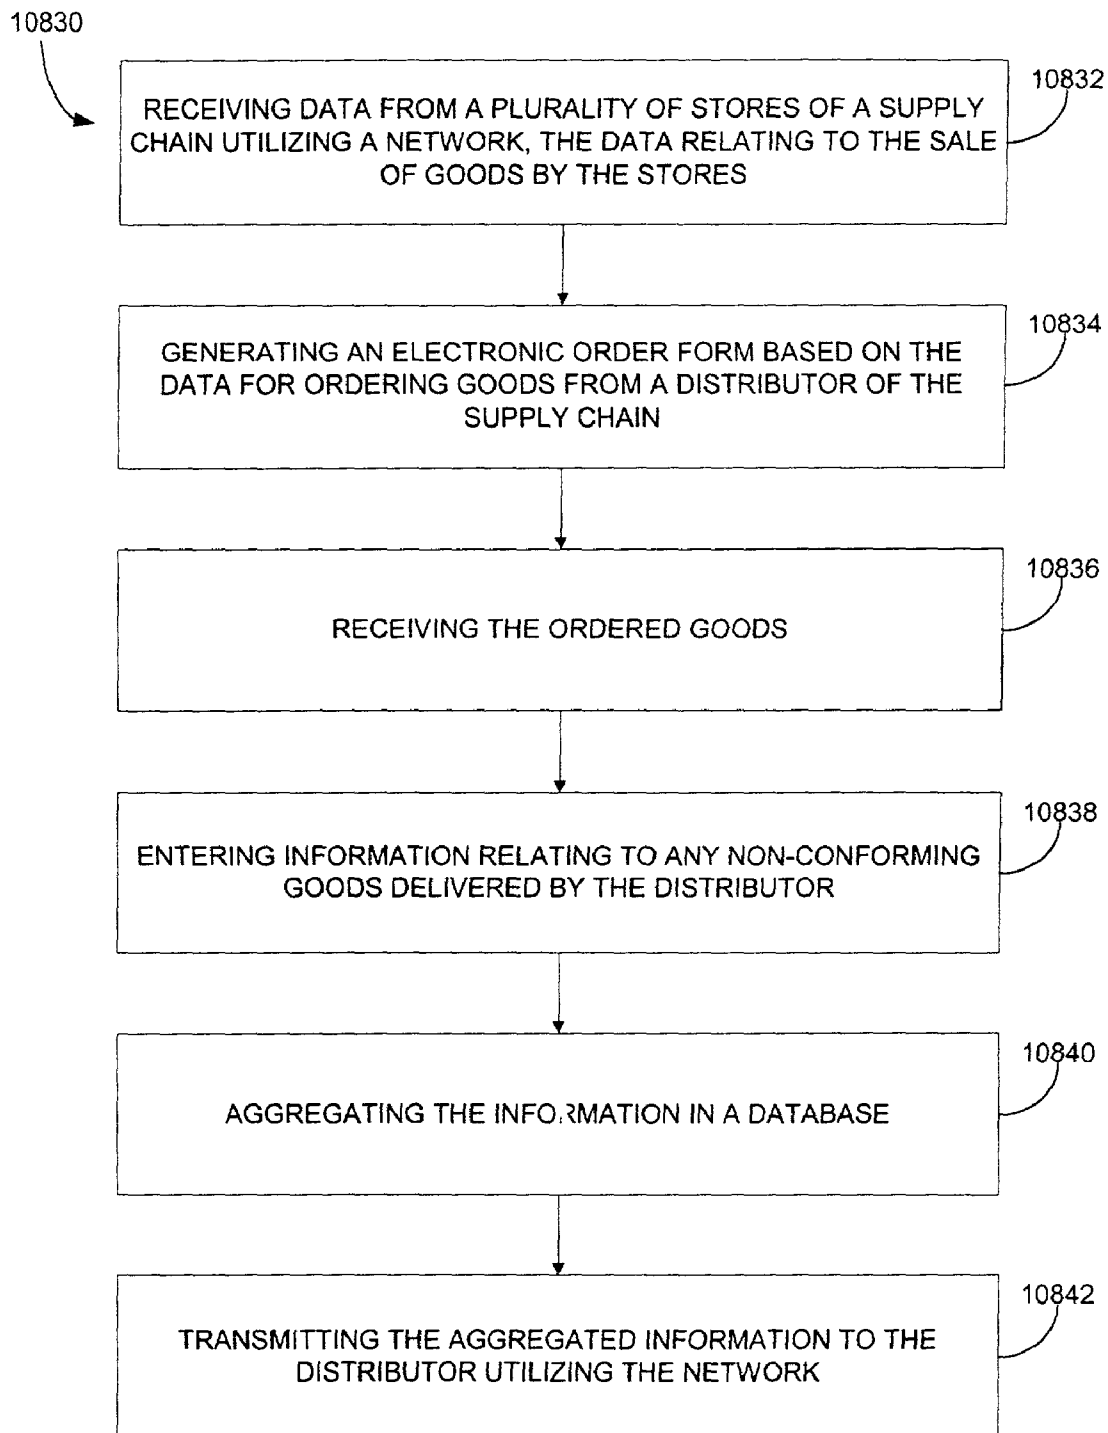 10830
10832
RECEIVING DATA FROM A PLURALITY OF STORES OF A SUPPLY
CHAIN UTILIZING A NETWORK, THE DATA RELATING TO THE SALE
OF GOODS BY THE STORES
10834
GENERATING AN ELECTRONIC ORDER FORM BASED ON THE
DATA FOR ORDERING GOODS FROM A DISTRIBUTOR OF THE
SUPPLY CHAIN
10836
RECEIVING THE ORDERED GOODS
10838
ENTERING INFORMATION RELATING TO ANY NON-CONFORMING
GOODS DELIVERED BY THE DISTRIBUTOR
10840
AGGREGATING THE INFORMATION IN A DATABASE
10842
TRANSMITTING THE AGGREGATED INFORMATION TO THE
DISTRIBUTOR UTILIZING THE NETWORK